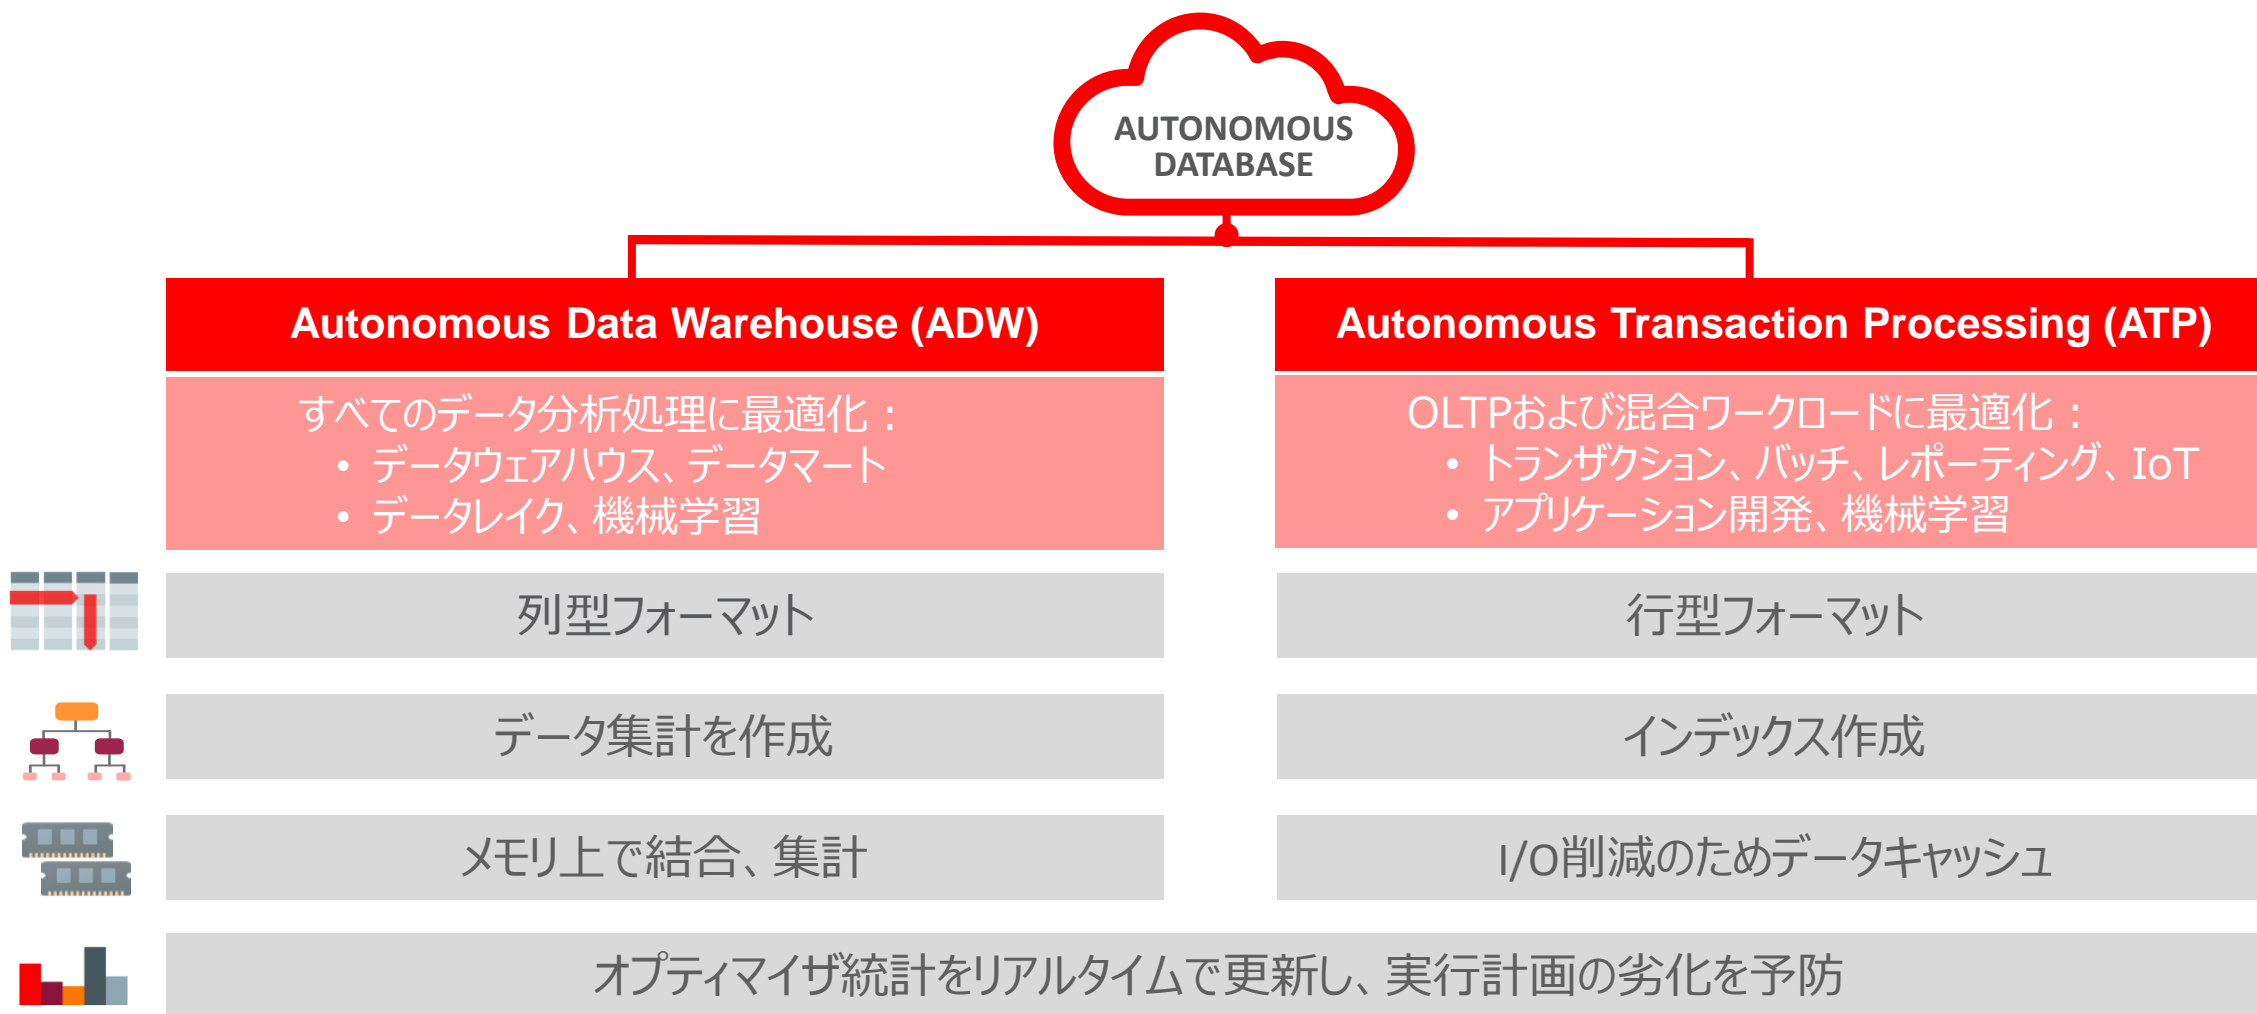 AUTONOMOUS
DATABASE
Autonomous Data Warehouse (ADW)
すべてのデータ分析処理に最適化：
• データウェアハウス、データマート
• データレイク、機械学習
Autonomous Transaction Processing (ATP)
OLTPおよび混合ワークロードに最適化：
• トランザクション、バッチ、レポーティング、IoT
• アプリケーション開発、機械学習
列型フォーマット
行型フォーマット
データ集計を作成
インデックス作成
メモリ上で結合、集計
I/O削減のためデータキャッシュ
オプティマイザ統計をリアルタイムで更新し、実行計画の劣化を予防